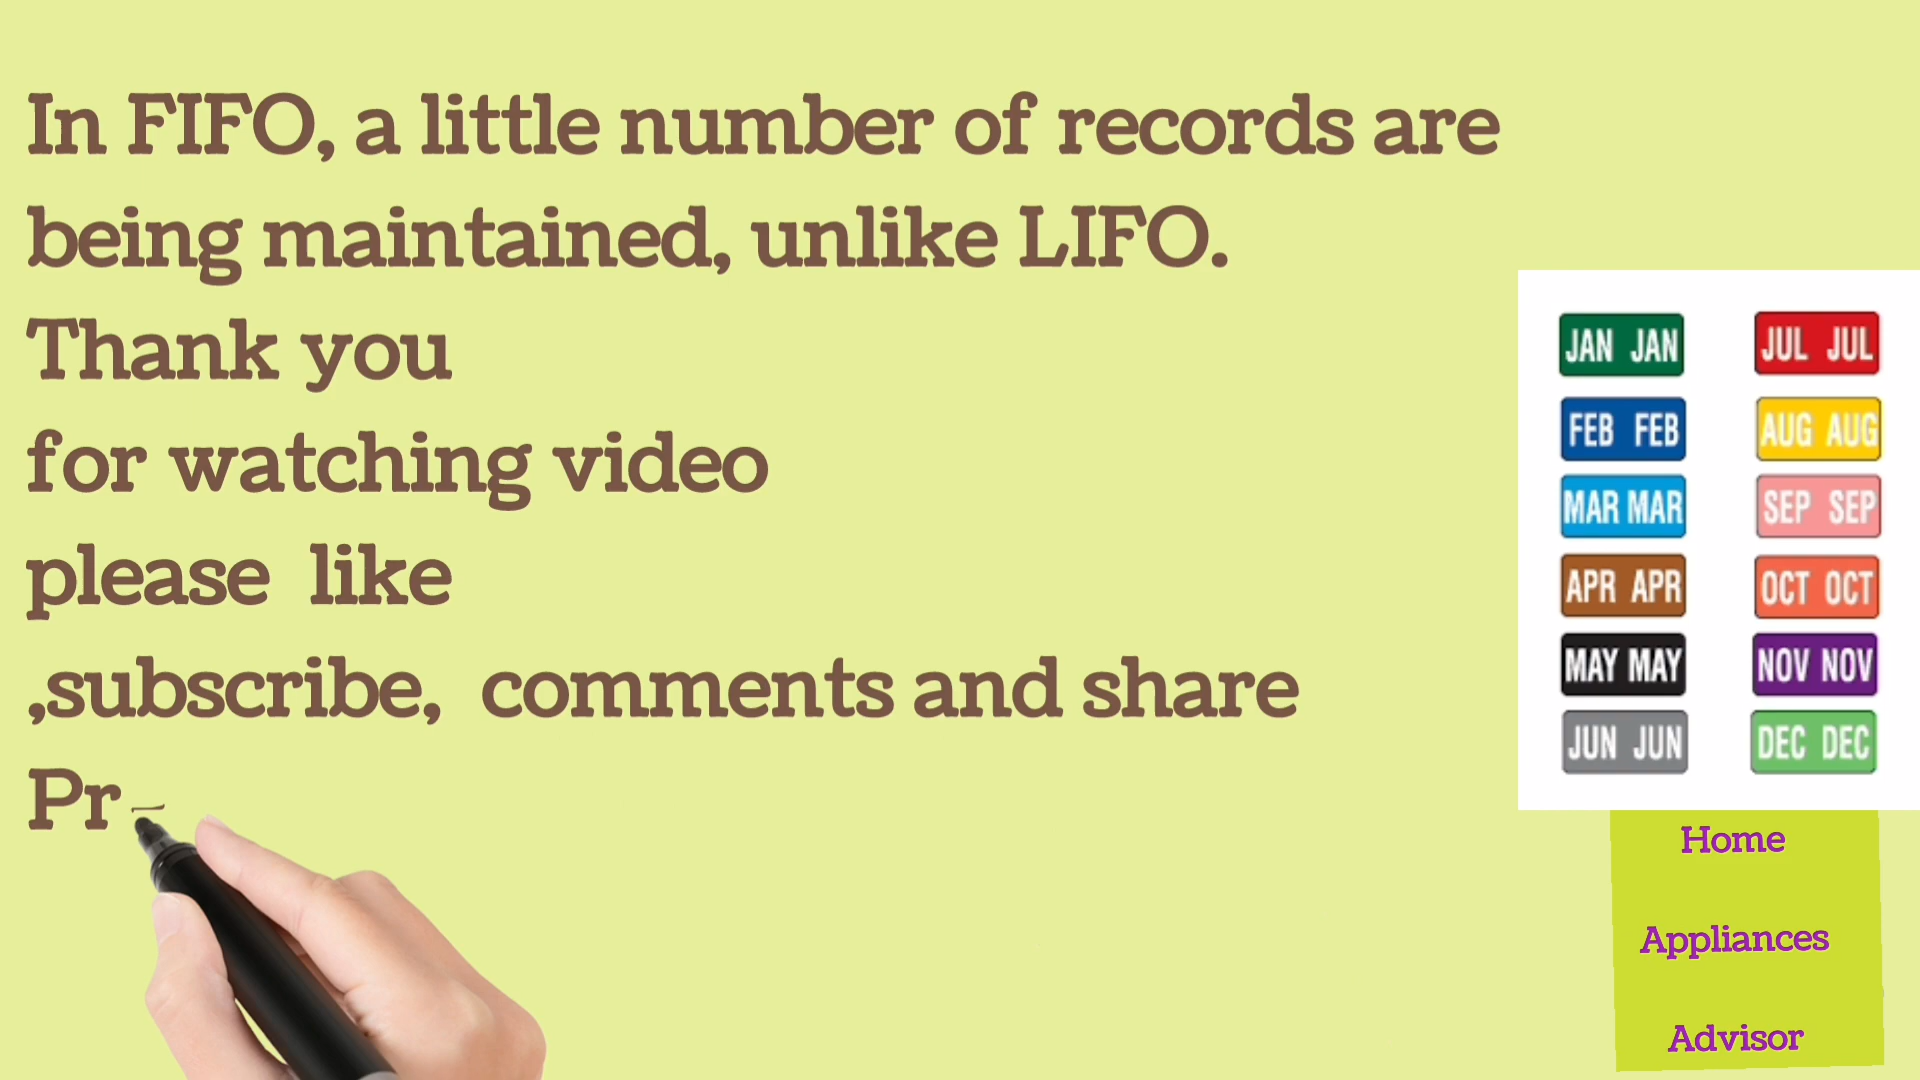 In FIFO, a little number of records are
being maintained, unlike LIFO.
Thank you
for watching video
please like
,subscribe, comments and share
Pr
JAN JAN
JUL JUL
FEB FEB
AUG AUG
MAR MAR
SEP SEP
APR APR
OCT OCT
MAY MAY
NOV NOV
JUN JUN
DEC DEC
Home
Appliances
Advisor